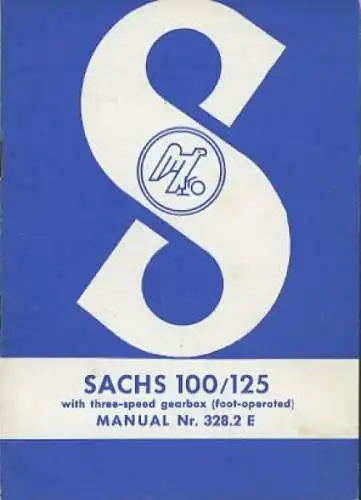 S
SACHS 100/125
with three-speed gearbox (foot-operated)
MANUAL Nr. 328.2 E